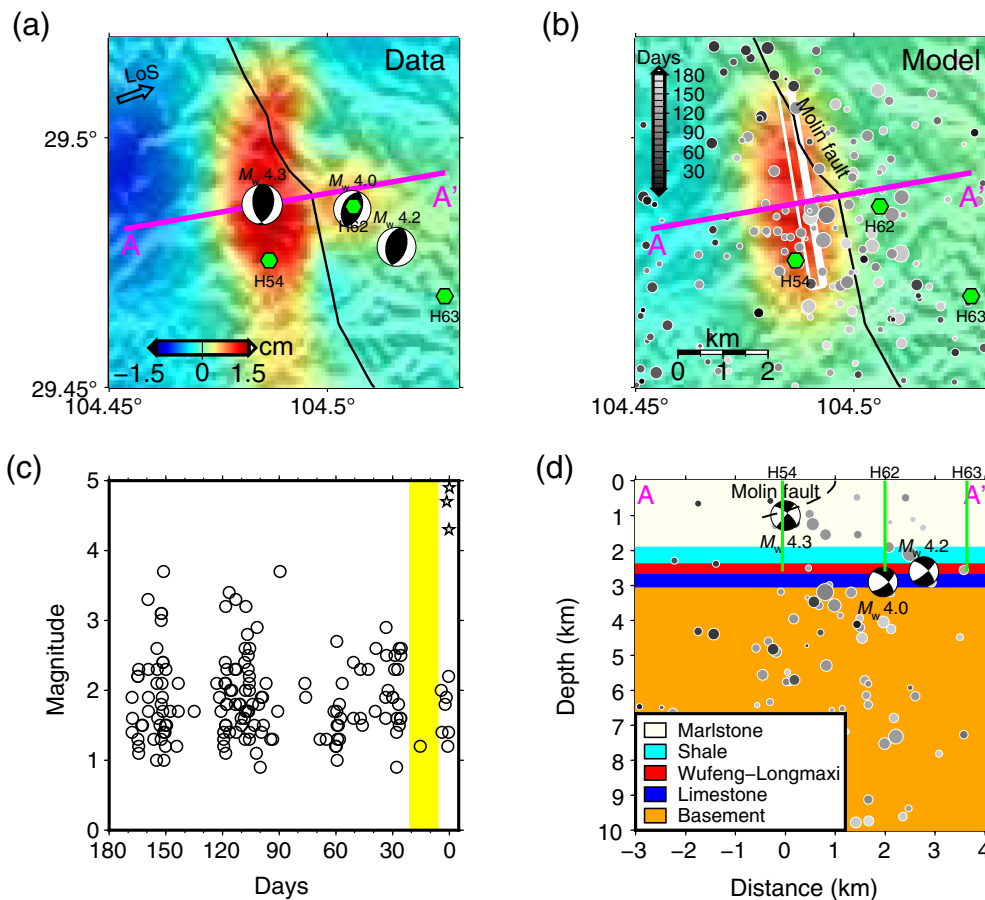 (a)
Data
LoS
29.5°
Mw 4.3
Mw 4.0
Mw 4.2
A
A'
H62
H54
H63
cm
−1.5 0 1.5
29.45°
104.45° 104.5°
(b)
Model
Days
180
150
120
90
60
30
Molin fault
A
A'
H62
H54
H63
km
0 1 2
104.45° 104.5°
(c)
Magnitude
5
4
3
2
1
0
180 150 120 90 60 30 0
Days
(d)
H54 H62 H63
A A'
Molin fault
Mw 4.3
Mw 4.2
Mw 4.0
Depth (km)
0
1
2
3
4
5
6
7
8
9
10
Marlstone
Shale
Wufeng−Longmaxi
Limestone
Basement
−3 −2 −1 0 1 2 3 4
Distance (km)